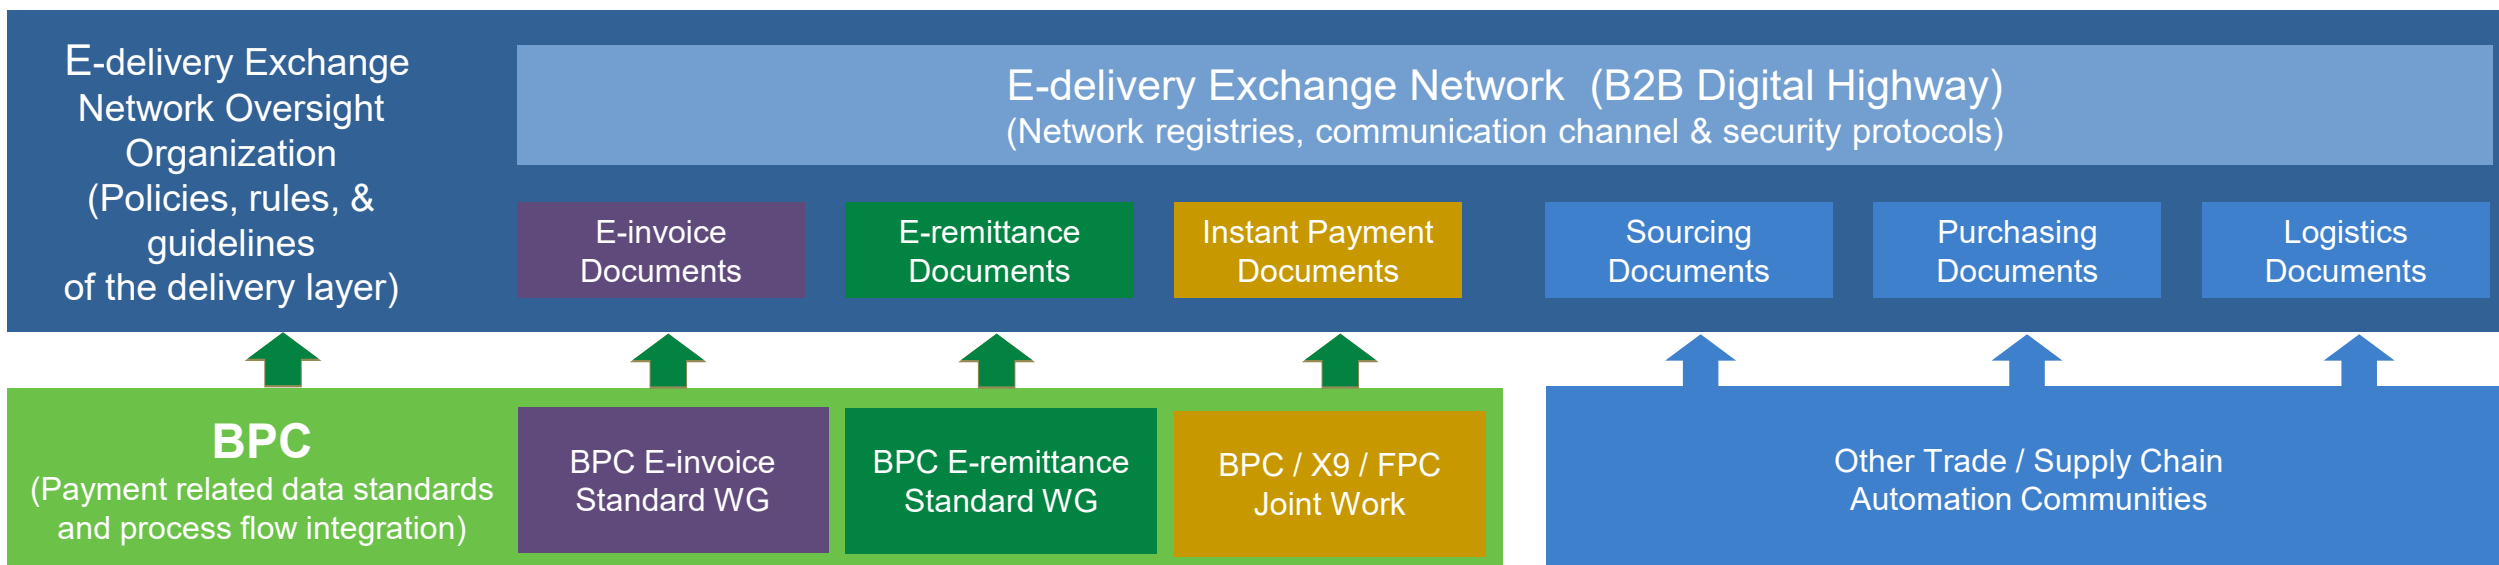 E-delivery Exchange
Network Oversight
Organization
(Policies, rules, &
guidelines
of the delivery layer)
E-delivery Exchange Network (B2B Digital Highway)
(Network registries, communication channel & security protocols)
E-invoice
Documents
E-remittance
Documents
Instant Payment
Documents
Sourcing
Documents
Purchasing
Documents
Logistics
Documents
BPC
(Payment related data standards
and process flow integration)
BPC E-invoice
Standard WG
BPC E-remittance
Standard WG
BPC / X9 / FPC
Joint Work
Other Trade / Supply Chain
Automation Communities